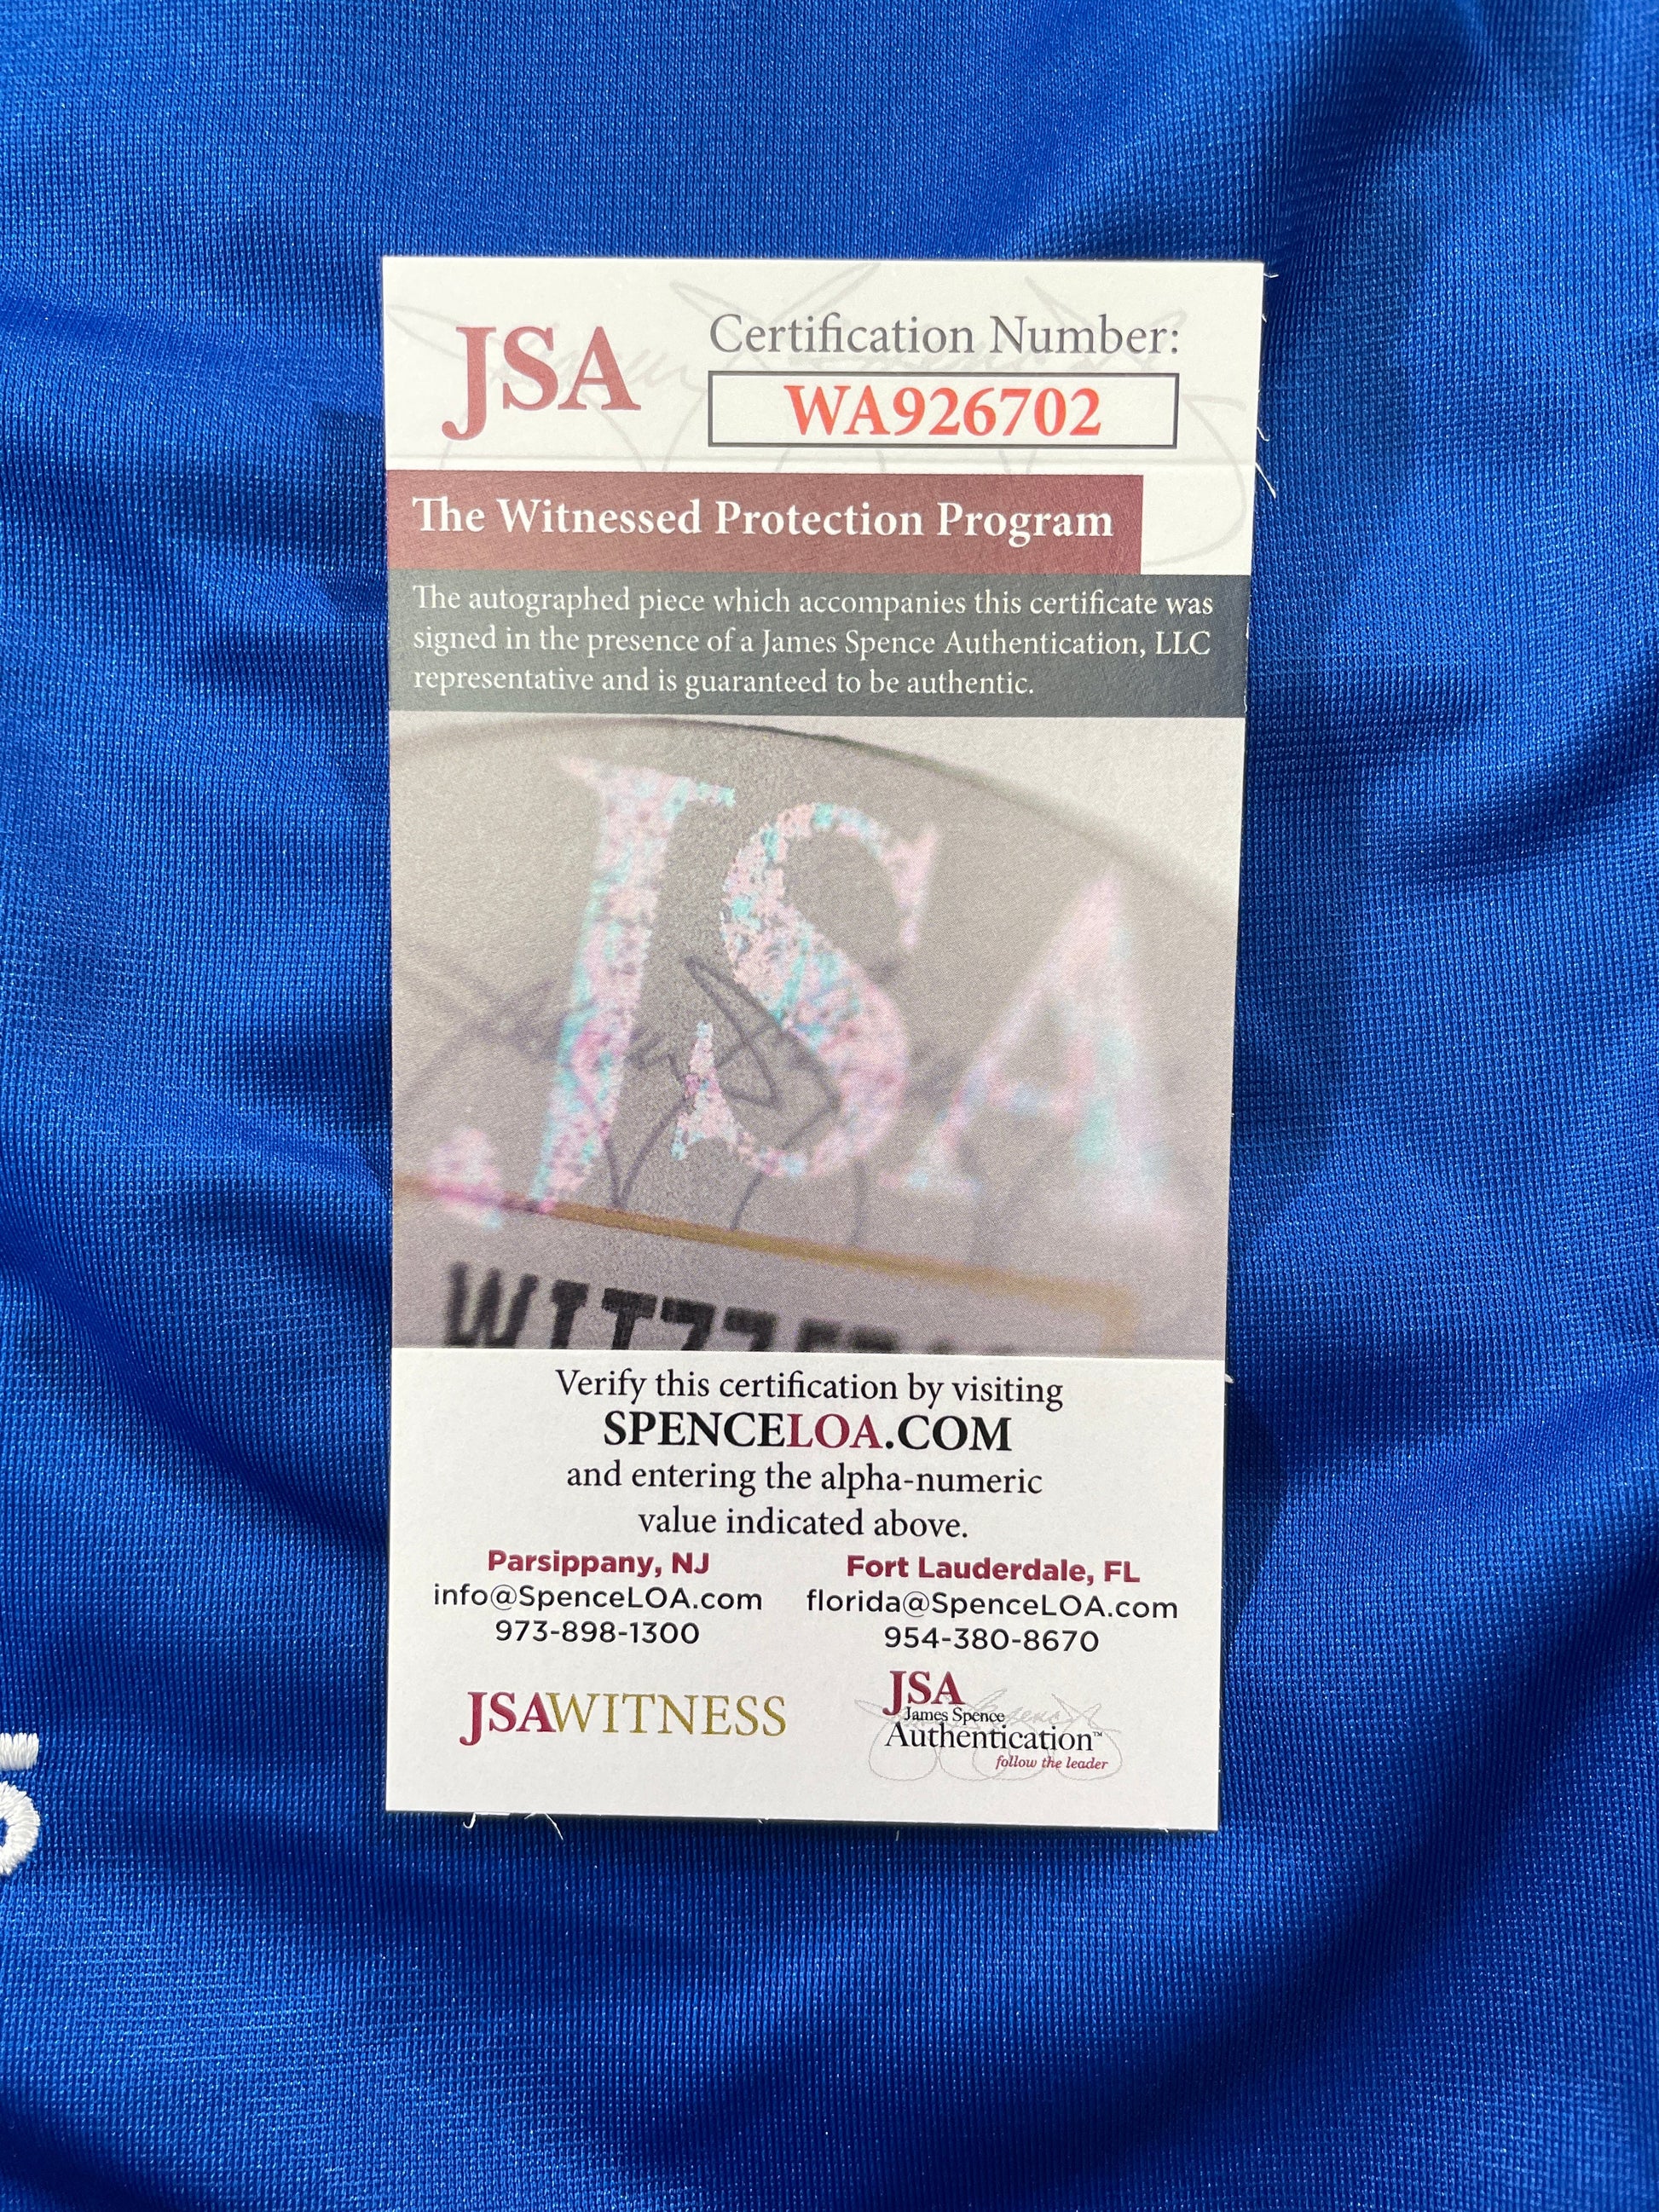 JSA
Certification Number:
WA926702
The Witnessed Protection Program
The autographed piece which accompanies this certificate was
signed in the presence of a James Spence Authentication, LLC
representative and is guaranteed to be authentic.
JSA
Verify this certification by visiting
SPENCELOA.COM
and entering the alpha-numeric
value indicated above.
Parsippany, NJ
info@SpenceLOA.com
973-898-1300
Fort Lauderdale, FL
florida@SpenceLOA.com
954-380-8670
JSAWITNESS
JSA
James Spence
Authentication™
follow the leader